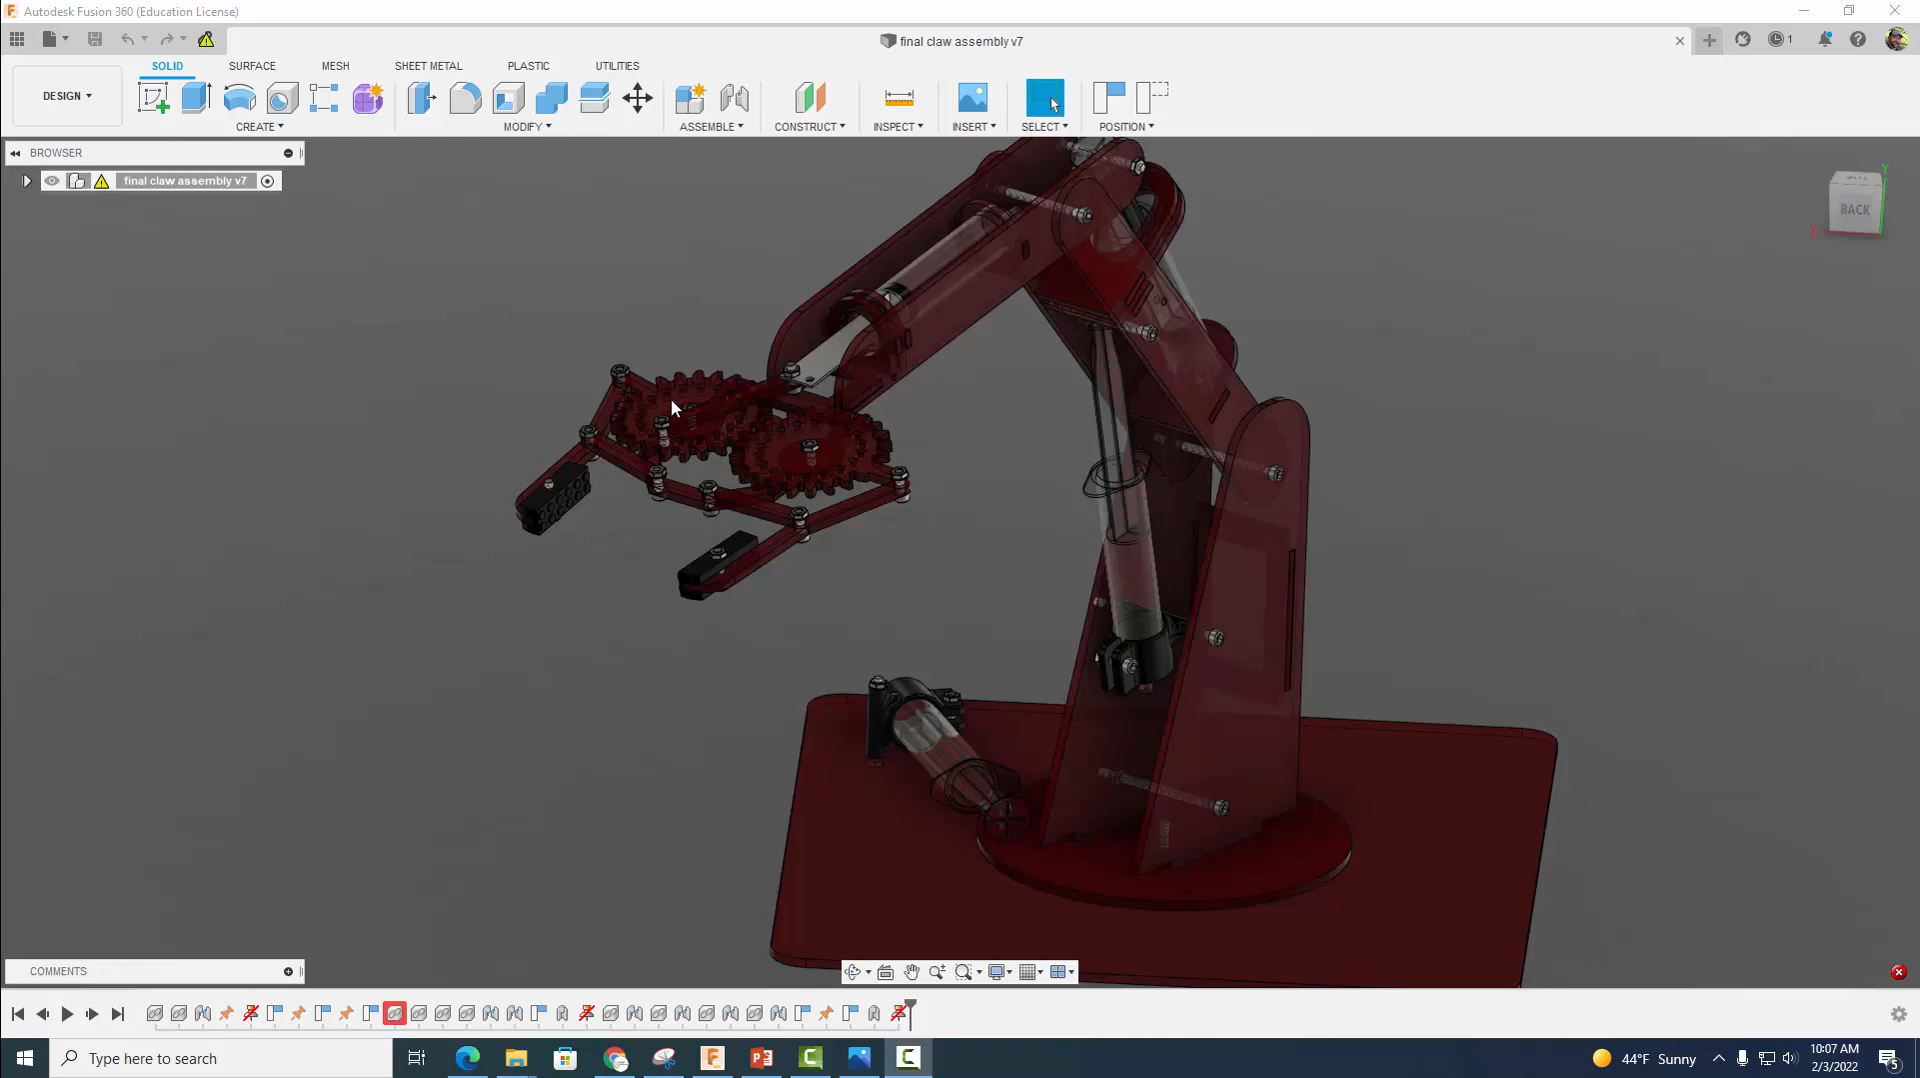 Autodesk Fusion 360 (Education License)
final claw assembly v7
1
SOLID SURFACE MESH SHEET METAL PLASTIC UTILITIES
DESIGN
CREATE MODIFY ASSEMBLE CONSTRUCT INSPECT INSERT SELECT POSITION
BROWSER
final claw assembly v7
Y
BACK
X
COMMENTS
Type here to search
44°F Sunny
10:07 AM
2/3/2022
5